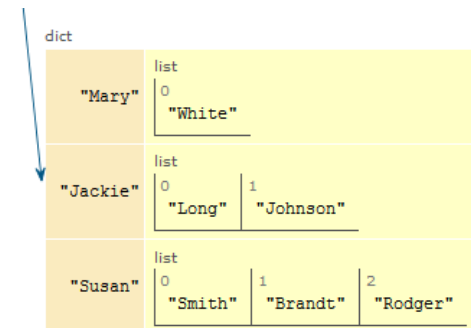 dict
list
0
"Mary" "White"
list
0 1
"Jackie" "Long" "Johnson"
list
0 1 2
"Susan" "Smith" "Brandt" "Rodger"